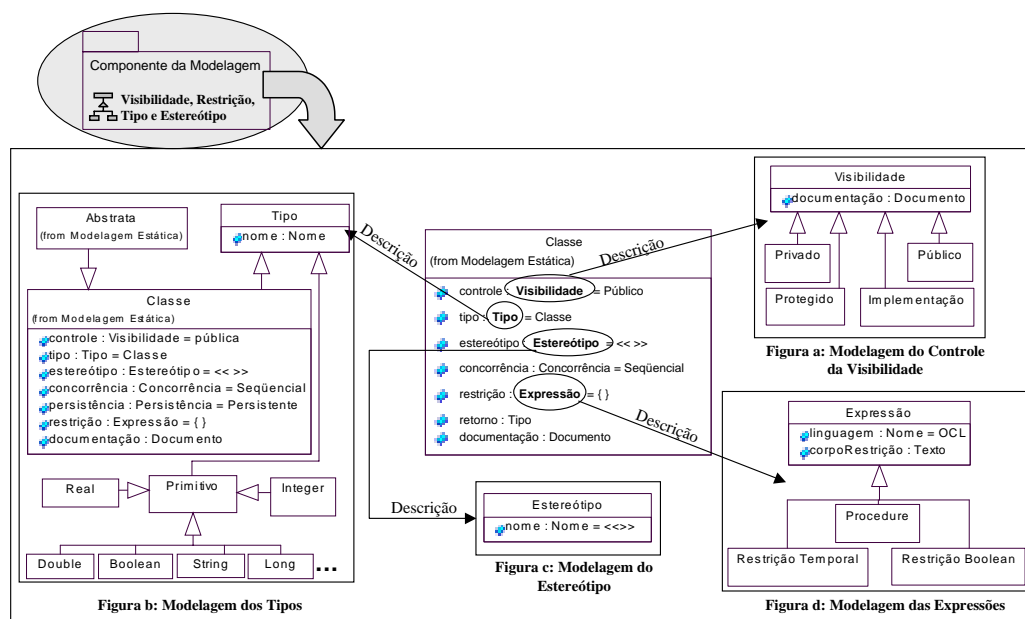 Componente da Modelagem
Visibilidade, Restrição,
Tipo e Estereótipo
Abstrata
(from Modelagem Estática)
Tipo
nome : Nome
Classe
(from Modelagem Estática)
controle : Visibilidade = pública
tipo : Tipo = Classe
estereótipo : Estereótipo = << >>
concorrência : Concorrência = Seqüencial
persistência : Persistência = Persistente
restrição : Expressão = { }
documentação : Documento
Real
Primitivo
Integer
Double
Boolean
String
Long
...
Figura b: Modelagem dos Tipos
Descrição
Classe
(from Modelagem Estática)
controle : Visibilidade = Público
tipo : Tipo = Classe
estereótipo : Estereótipo = << >>
concorrência : Concorrência = Seqüencial
restrição : Expressão = { }
retorno : Tipo
documentação : Documento
Descrição
Descrição
Descrição
Estereótipo
nome : Nome = <<>>
Figura c: Modelagem do
Estereótipo
Visibilidade
documentação : Documento
Privado
Público
Protegido
Implementação
Figura a: Modelagem do Controle
da Visibilidade
Expressão
linguagem : Nome = OCL
corpoRestrição : Texto
Procedure
Restrição Temporal
Restrição Boolean
Figura d: Modelagem das Expressões